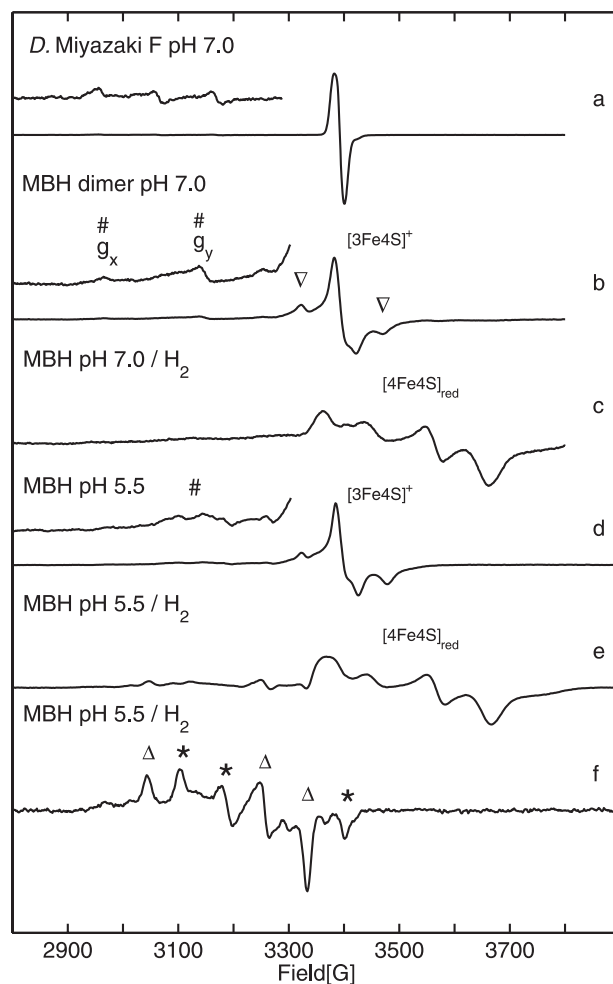 D. Miyazaki F pH 7.0
a
MBH dimer pH 7.0
# #
gx gy
[3Fe4S]+
∇ ∇
b
MBH pH 7.0 / H2
[4Fe4S]red
c
MBH pH 5.5
#
[3Fe4S]+
d
MBH pH 5.5 / H2
[4Fe4S]red
e
MBH pH 5.5 / H2
Δ * * Δ Δ *
f
2900 3100 3300 3500 3700
Field[G]